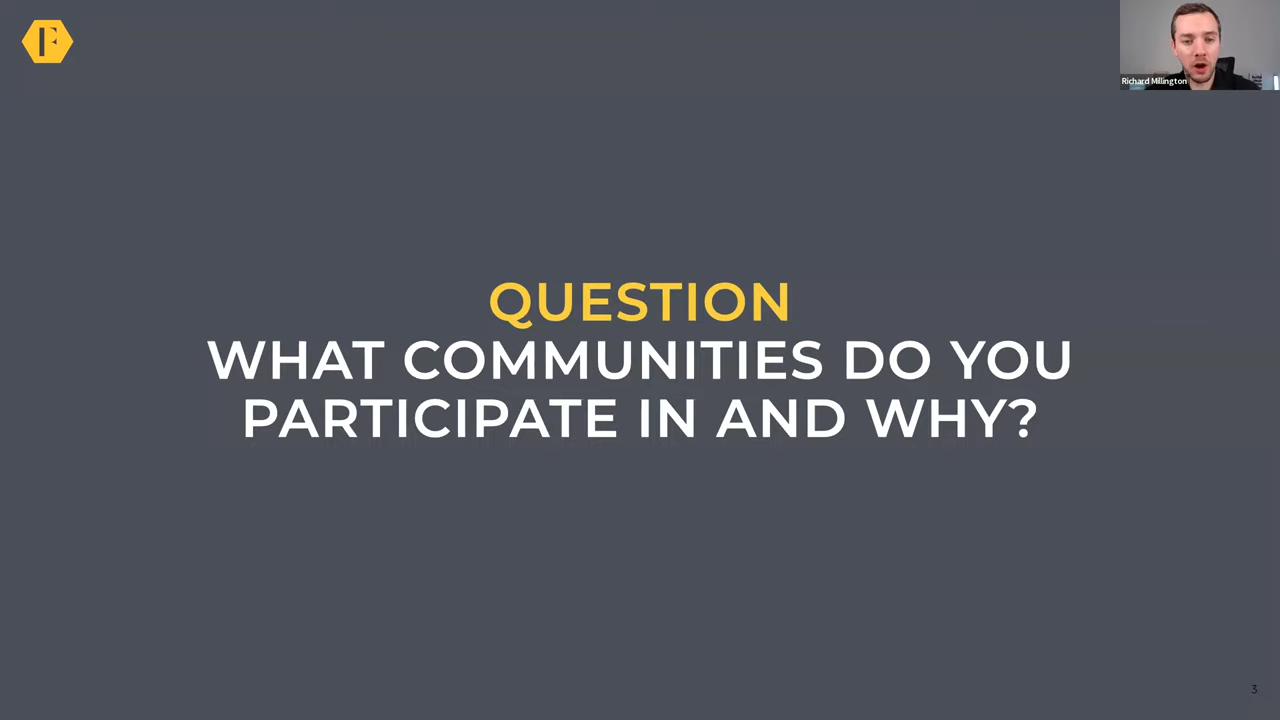 F
Richard Millington
QUESTION
WHAT COMMUNITIES DO YOU
PARTICIPATE IN AND WHY?
3